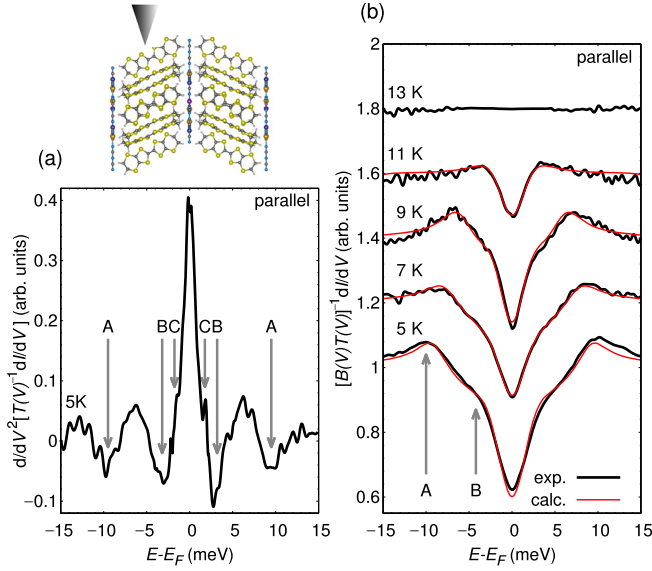 (a)
parallel
d/dV²[T(V)⁻¹dI/dV] (arb. units)
0.4
0.3
0.2
0.1
0
−0.1
A
BC
CB
A
5K
−15
−10
−5
0
5
10
15
E-E_F (meV)
(b)
parallel
[B(V)T(V)]⁻¹dI/dV (arb. units)
2
1.8
1.6
1.4
1.2
1
0.8
0.6
13 K
11 K
9 K
7 K
5 K
A
B
exp.
calc.
−15
−10
−5
0
5
10
15
E-E_F (meV)